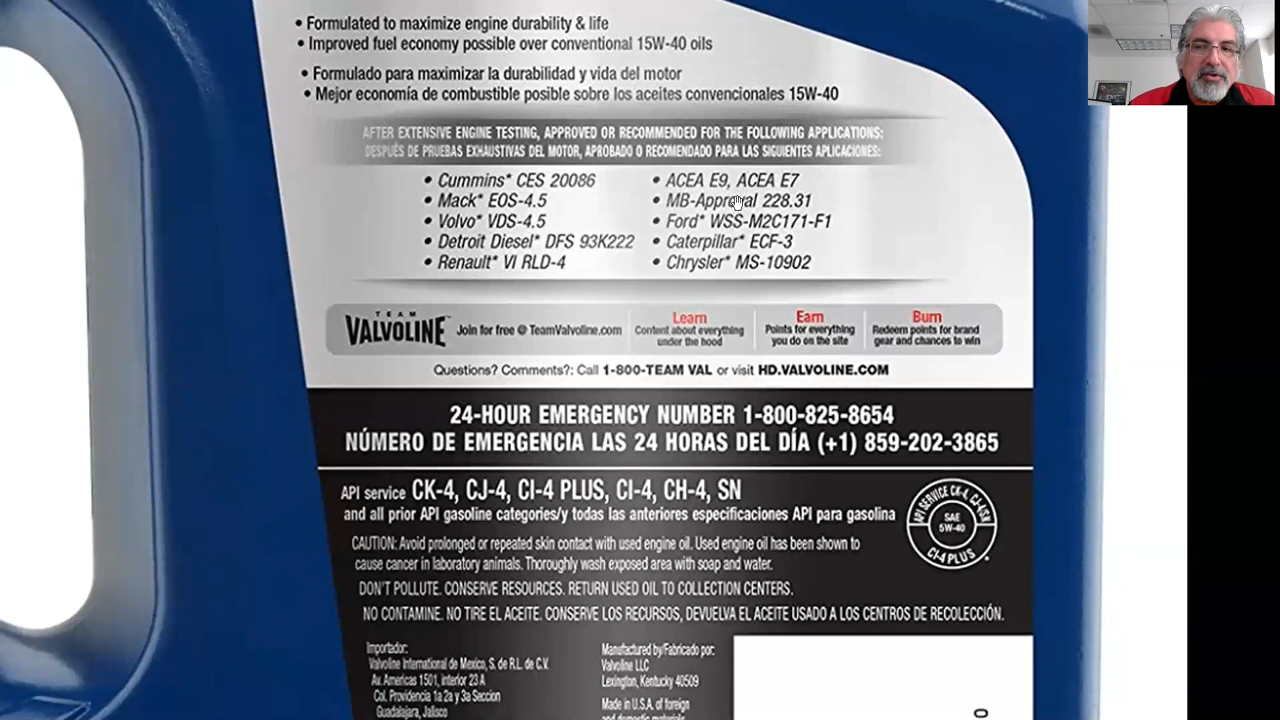 • Formulated to maximize engine durability & life
• Improved fuel economy possible over conventional 15W-40 oils
• Formulado para maximizar la durabilidad y vida del motor
• Mejor economía de combustible posible sobre los aceites convencionales 15W-40
AFTER EXTENSIVE ENGINE TESTING, APPROVED OR RECOMMENDED FOR THE FOLLOWING APPLICATIONS:
DESPUÉS DE PRUEBAS EXHAUSTIVAS DEL MOTOR, APROBADO O RECOMENDADO PARA LAS SIGUIENTES APLICACIONES:
• Cummins* CES 20086
• Mack* EOS-4.5
• Volvo* VDS-4.5
• Detroit Diesel* DFS 93K222
• Renault* VI RLD-4
• ACEA E9, ACEA E7
• MB-Approval 228.31
• Ford* WSS-M2C171-F1
• Caterpillar* ECF-3
• Chrysler* MS-10902
TEAM
VALVOLINE™
Join for free @ TeamValvoline.com
Learn
Content about everything
under the hood
Earn
Points for everything
you do on the site
Burn
Redeem points for brand
gear and chances to win
Questions? Comments?: Call 1-800-TEAM VAL or visit HD.VALVOLINE.COM
24-HOUR EMERGENCY NUMBER 1-800-825-8654
NÚMERO DE EMERGENCIA LAS 24 HORAS DEL DÍA (+1) 859-202-3865
API service CK-4, CJ-4, CI-4 PLUS, CI-4, CH-4, SN
and all prior API gasoline categories/y todas las anteriores especificaciones API para gasolina
API SERVICE CK-4, CJ-4/SN
SAE
5W-40
CI-4 PLUS
CAUTION: Avoid prolonged or repeated skin contact with used engine oil. Used engine oil has been shown to
cause cancer in laboratory animals. Thoroughly wash exposed area with soap and water.
DON'T POLLUTE. CONSERVE RESOURCES. RETURN USED OIL TO COLLECTION CENTERS.
NO CONTAMINE. NO TIRE EL ACEITE. CONSERVE LOS RECURSOS, DEVUELVA EL ACEITE USADO A LOS CENTROS DE RECOLECCIÓN.
Importador:
Valvoline International de Mexico, S. de R.L. de C.V.
Av. Americas 1501, interior 23 A
Col. Providencia 1a 2a y 3a Seccion
Guadalajara, Jalisco
Manufactured by/Fabricado por:
Valvoline LLC
Lexington, Kentucky 40509
Made in U.S.A. of foreign
and domestic materials
0